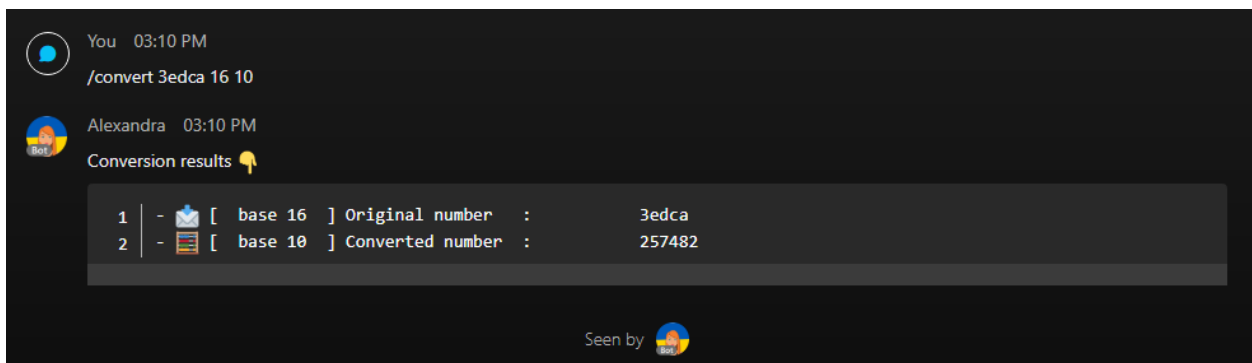 You 03:10 PM
/convert 3edca 16 10
Alexandra 03:10 PM
Bot
Conversion results 👇
1 - 📩 [ base 16 ] Original number : 3edca
2 - 🧮 [ base 10 ] Converted number : 257482
Seen by
Bot